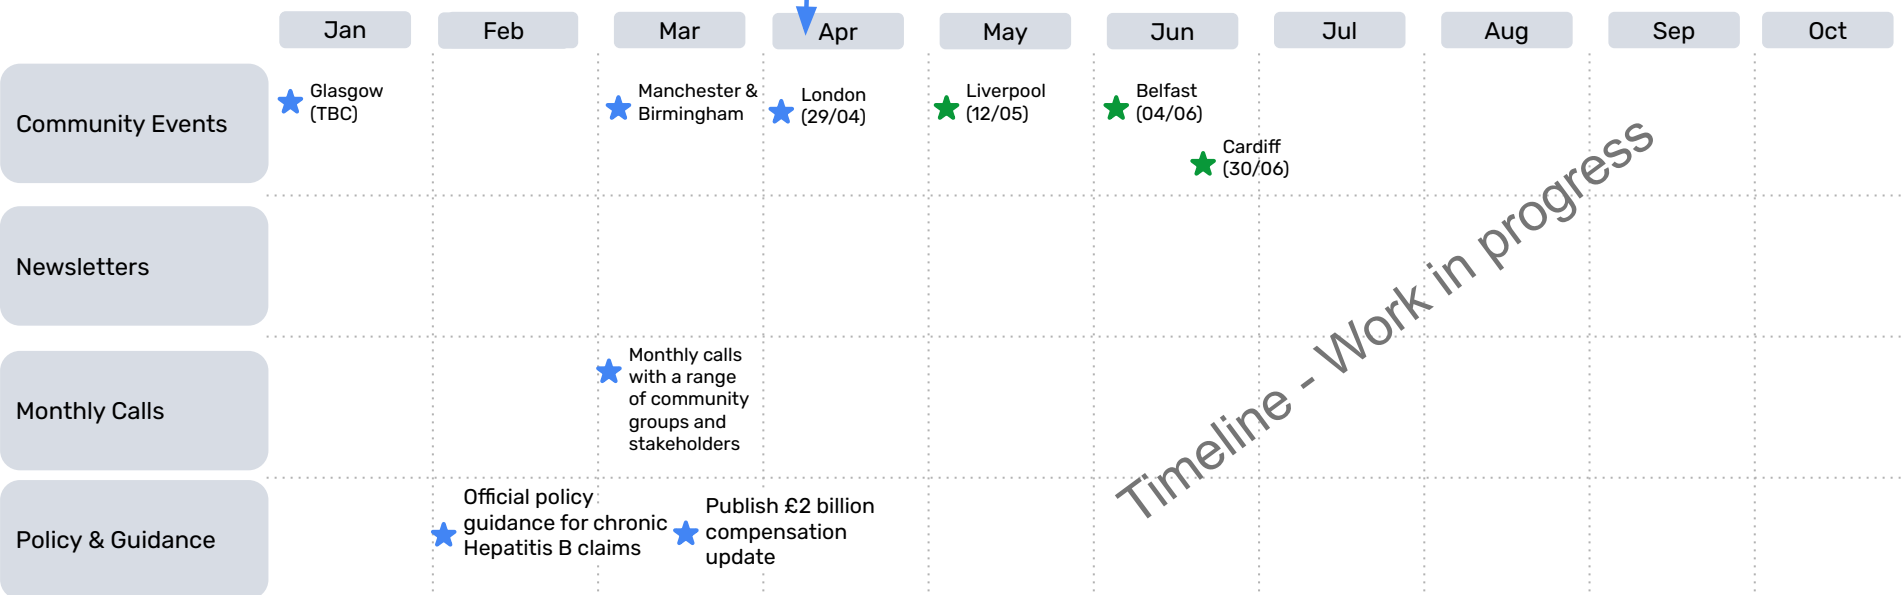 Jan
Feb
Mar
Apr
May
Jun
Jul
Aug
Sep
Oct
Community Events
Glasgow
(TBC)
Manchester &
Birmingham
London
(29/04)
Liverpool
(12/05)
Belfast
(04/06)
Cardiff
(30/06)
Newsletters
Monthly Calls
Monthly calls
with a range
of community
groups and
stakeholders
Policy & Guidance
Official policy
guidance for chronic
Hepatitis B claims
Publish £2 billion
compensation
update
Timeline - Work in progress